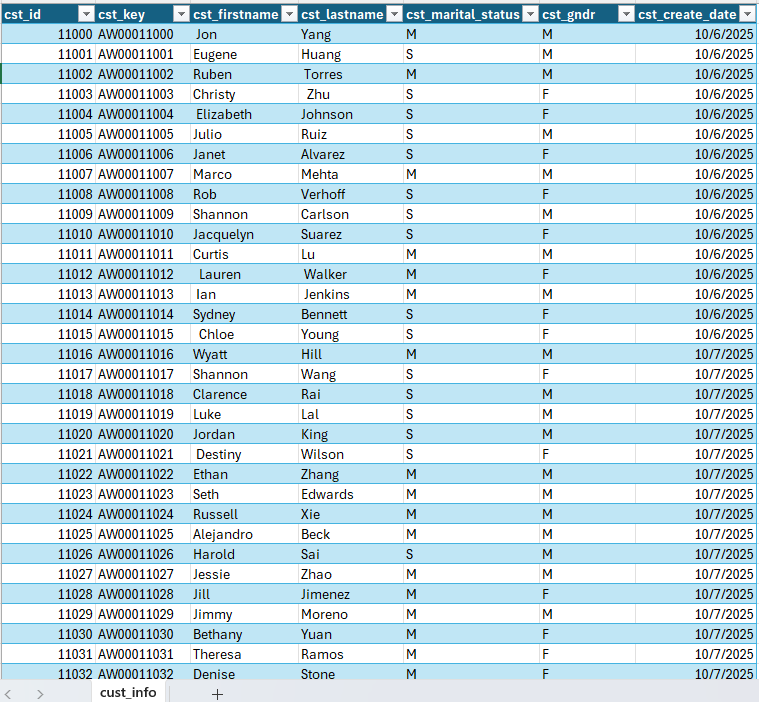 cst_id cst_key cst_firstname cst_lastname cst_marital_status cst_gndr cst_create_date
11000 AW00011000 Jon Yang M M 10/6/2025
11001 AW00011001 Eugene Huang S M 10/6/2025
11002 AW00011002 Ruben Torres M M 10/6/2025
11003 AW00011003 Christy Zhu S F 10/6/2025
11004 AW00011004 Elizabeth Johnson S F 10/6/2025
11005 AW00011005 Julio Ruiz S M 10/6/2025
11006 AW00011006 Janet Alvarez S F 10/6/2025
11007 AW00011007 Marco Mehta M M 10/6/2025
11008 AW00011008 Rob Verhoff S F 10/6/2025
11009 AW00011009 Shannon Carlson S M 10/6/2025
11010 AW00011010 Jacquelyn Suarez S F 10/6/2025
11011 AW00011011 Curtis Lu M M 10/6/2025
11012 AW00011012 Lauren Walker M F 10/6/2025
11013 AW00011013 Ian Jenkins M M 10/6/2025
11014 AW00011014 Sydney Bennett S F 10/6/2025
11015 AW00011015 Chloe Young S F 10/6/2025
11016 AW00011016 Wyatt Hill M M 10/7/2025
11017 AW00011017 Shannon Wang S F 10/7/2025
11018 AW00011018 Clarence Rai S M 10/7/2025
11019 AW00011019 Luke Lal S M 10/7/2025
11020 AW00011020 Jordan King S M 10/7/2025
11021 AW00011021 Destiny Wilson S F 10/7/2025
11022 AW00011022 Ethan Zhang M M 10/7/2025
11023 AW00011023 Seth Edwards M M 10/7/2025
11024 AW00011024 Russell Xie M M 10/7/2025
11025 AW00011025 Alejandro Beck M M 10/7/2025
11026 AW00011026 Harold Sai S M 10/7/2025
11027 AW00011027 Jessie Zhao M M 10/7/2025
11028 AW00011028 Jill Jimenez M F 10/7/2025
11029 AW00011029 Jimmy Moreno M M 10/7/2025
11030 AW00011030 Bethany Yuan M F 10/7/2025
11031 AW00011031 Theresa Ramos M F 10/7/2025
11032 AW00011032 Denise Stone M F 10/7/2025
cust_info